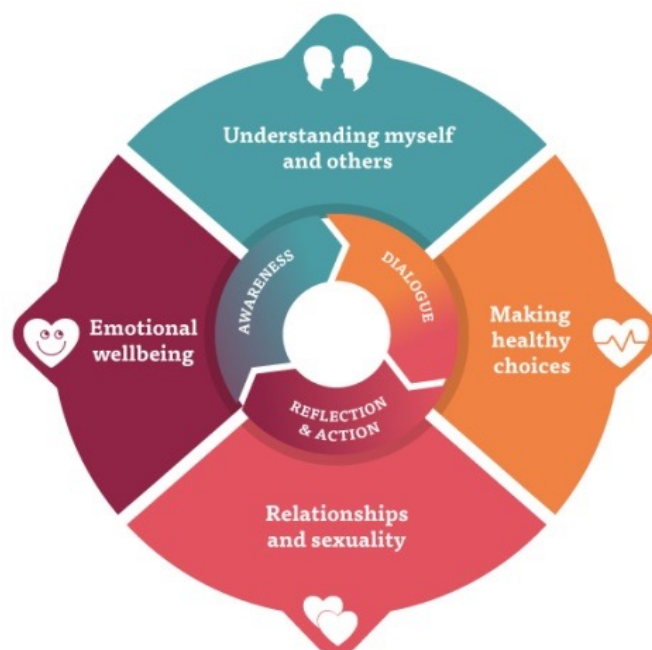 Understanding myself
and others
AWARENESS
DIALOGUE
Emotional
wellbeing
Making
healthy
choices
REFLECTION
& ACTION
Relationships
and sexuality